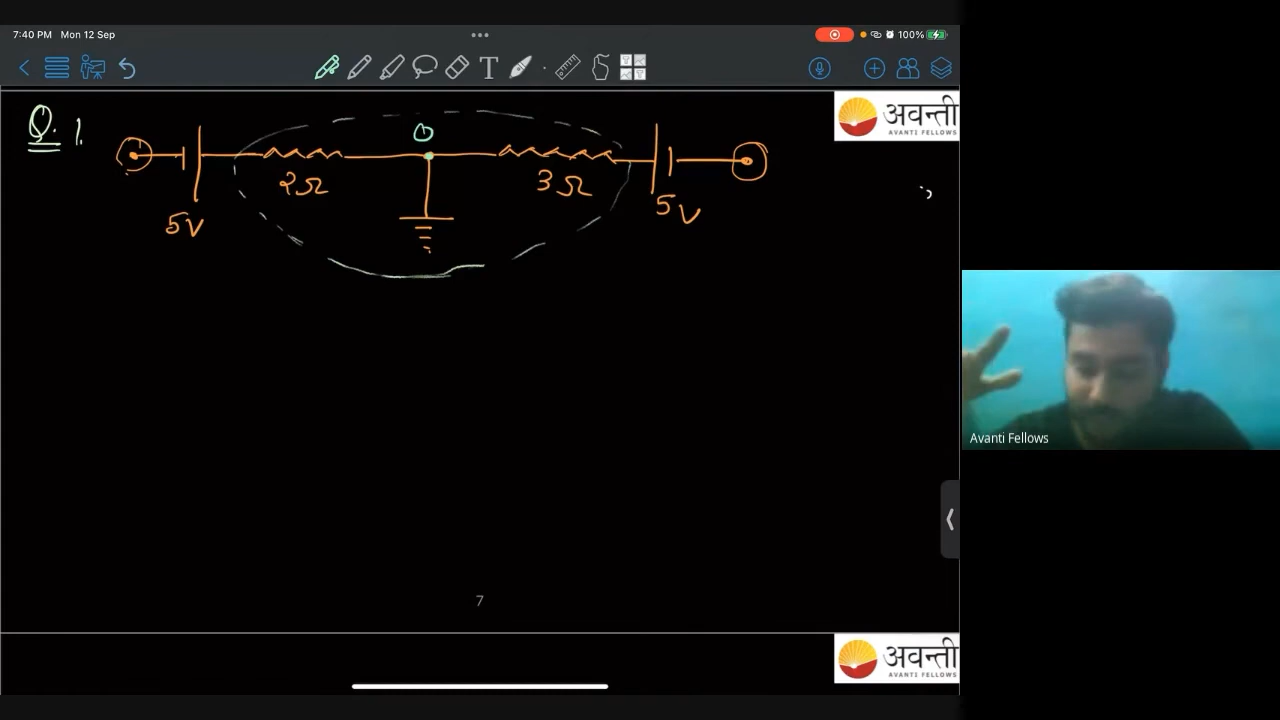 7:40 PM Mon 12 Sep
100%
T
Q. 1.
0
2Ω
3Ω
5V
5V
अवन्ती
AVANTI FELLOWS
Avanti Fellows
7
अवन्ती
AVANTI FELLOWS